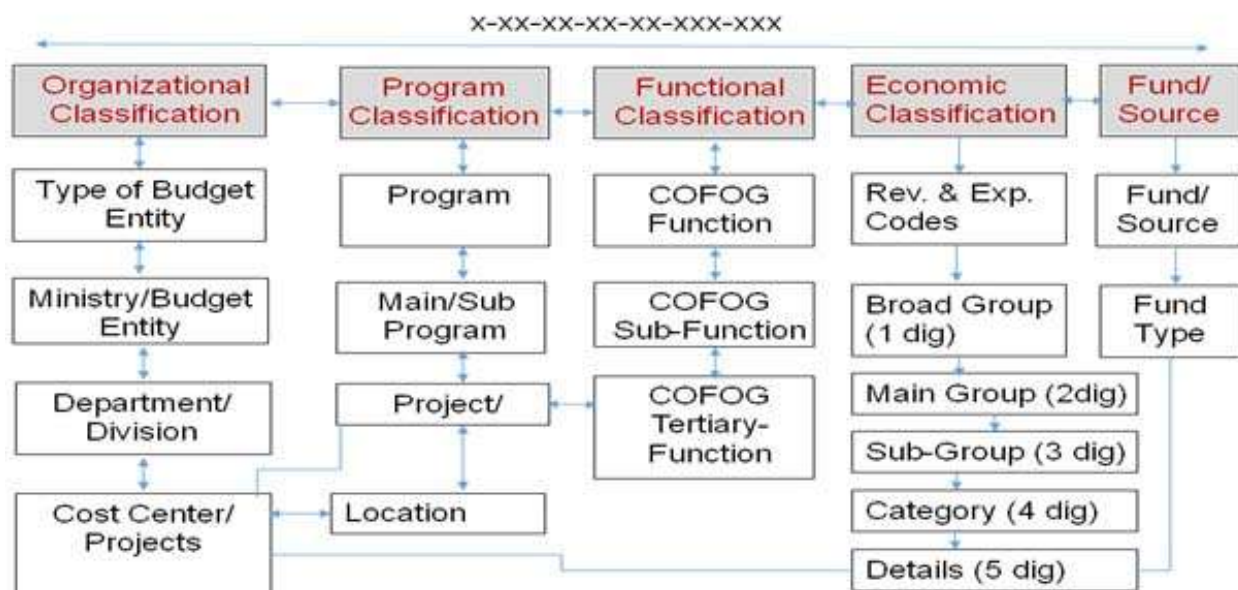 x-xx-xx-xx-xx-xxx-xxx
Organizational
Classification
Program
Classification
Functional
Classification
Economic
Classification
Fund/
Source
Type of Budget
Entity
Ministry/Budget
Entity
Department/
Division
Cost Center/
Projects
Program
Main/Sub
Program
Project/
Location
COFOG
Function
COFOG
Sub-Function
COFOG
Tertiary-
Function
Rev. & Exp.
Codes
Broad Group
(1 dig)
Main Group (2dig)
Sub-Group (3 dig)
Category (4 dig)
Details (5 dig)
Fund/
Source
Fund
Type